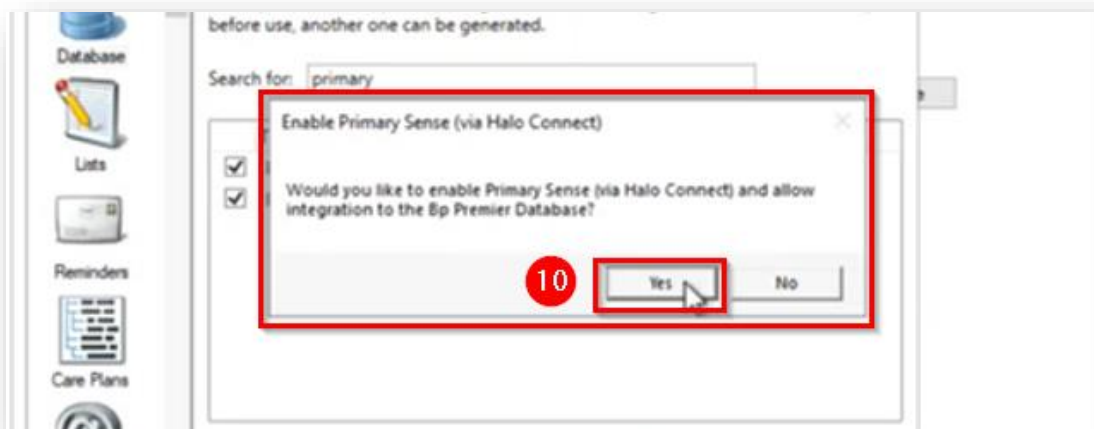 before use, another one can be generated.
Database
Search for: primary
Enable Primary Sense (via Halo Connect)
Lists
Would you like to enable Primary Sense (via Halo Connect) and allow
integration to the Bp Premier Database?
Reminders
10
Yes
No
Care Plans